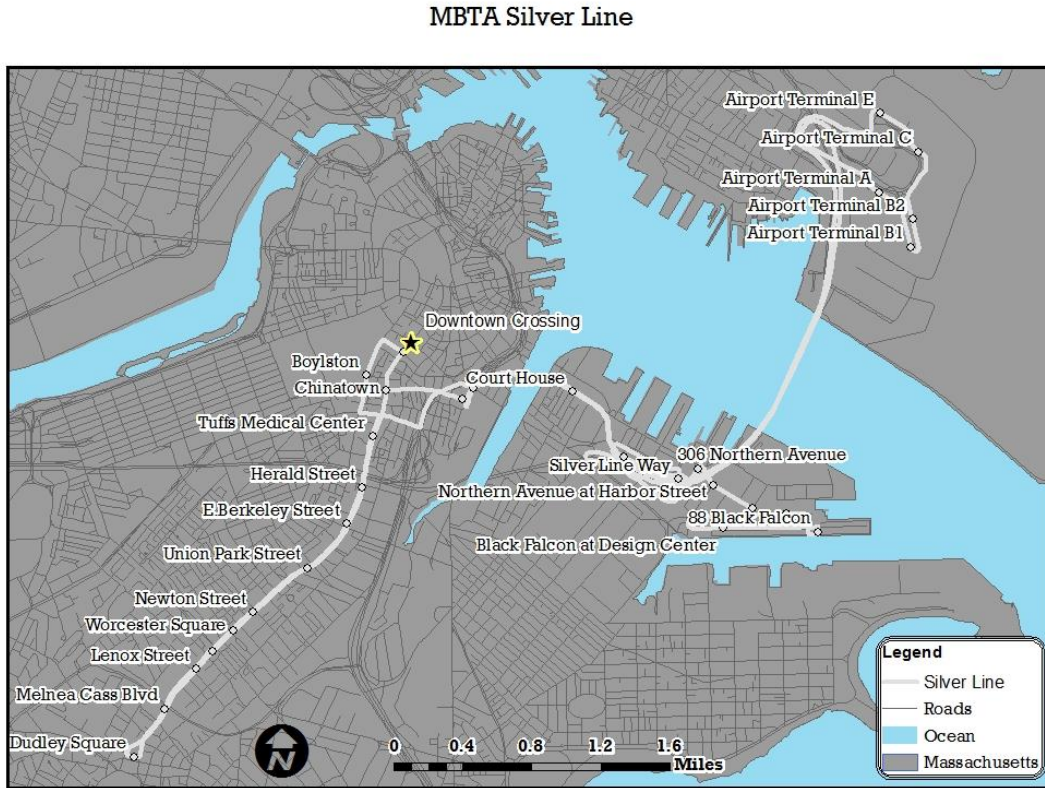 MBTA Silver Line
Airport Terminal E
Airport Terminal C
Airport Terminal A
Airport Terminal B2
Airport Terminal B1
Downtown Crossing
Boylston
Chinatown
Court House
Tuffs Medical Center
306 Northern Avenue
Silver Line Way
Herald Street
Northern Avenue at Harbor Street
E.Berkeley Street
88 Black Falcon
Black Falcon at Design Center
Union Park Street
Newton Street
Worcester Square
Lenox Street
Melnea Cass Blvd
Dudley Square
N
0 0.4 0.8 1.2 1.6
Miles
Legend
Silver Line
Roads
Ocean
Massachusetts